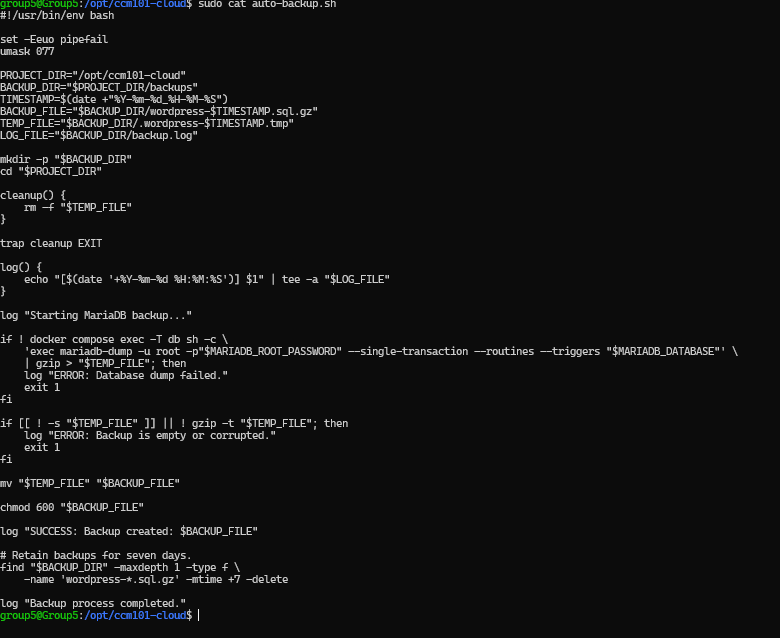 group5@Group5:/opt/ccm101-cloud$ sudo cat auto-backup.sh
#!/usr/bin/env bash

set -Eeuo pipefail
umask 077

PROJECT_DIR="/opt/ccm101-cloud"
BACKUP_DIR="$PROJECT_DIR/backups"
TIMESTAMP=$(date +"%Y-%m-%d_%H-%M-%S")
BACKUP_FILE="$BACKUP_DIR/wordpress-$TIMESTAMP.sql.gz"
TEMP_FILE="$BACKUP_DIR/.wordpress-$TIMESTAMP.tmp"
LOG_FILE="$BACKUP_DIR/backup.log"

mkdir -p "$BACKUP_DIR"
cd "$PROJECT_DIR"

cleanup() {
    rm -f "$TEMP_FILE"
}

trap cleanup EXIT

log() {
    echo "[$(date '+%Y-%m-%d %H:%M:%S')] $1" | tee -a "$LOG_FILE"
}

log "Starting MariaDB backup..."

if ! docker compose exec -T db sh -c \
    'exec mariadb-dump -u root -p"$MARIADB_ROOT_PASSWORD" --single-transaction --routines --triggers "$MARIADB_DATABASE"' \
    | gzip > "$TEMP_FILE"; then
    log "ERROR: Database dump failed."
    exit 1
fi

if [[ ! -s "$TEMP_FILE" ]] || ! gzip -t "$TEMP_FILE"; then
    log "ERROR: Backup is empty or corrupted."
    exit 1
fi

mv "$TEMP_FILE" "$BACKUP_FILE"

chmod 600 "$BACKUP_FILE"

log "SUCCESS: Backup created: $BACKUP_FILE"

# Retain backups for seven days.
find "$BACKUP_DIR" -maxdepth 1 -type f \
    -name 'wordpress-*.sql.gz' -mtime +7 -delete

log "Backup process completed."
group5@Group5:/opt/ccm101-cloud$